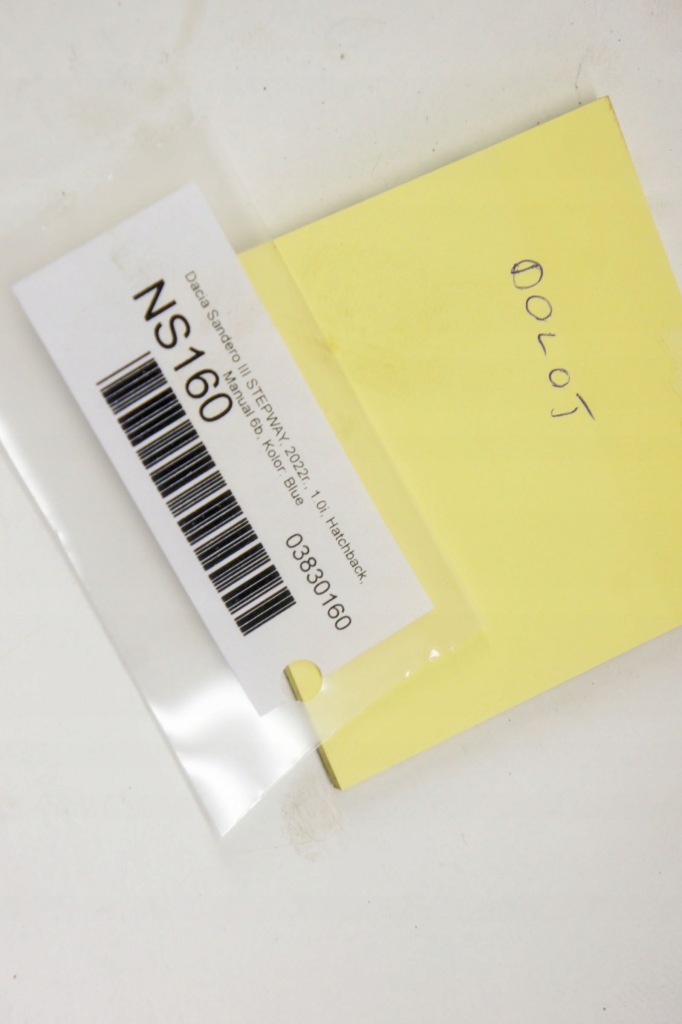 Dacia Sandero III STEPWAY, 2022r., 1.0i, Hatchback,
Manual 6b, Kolor: Blue
NS160
03830160
DOLOT